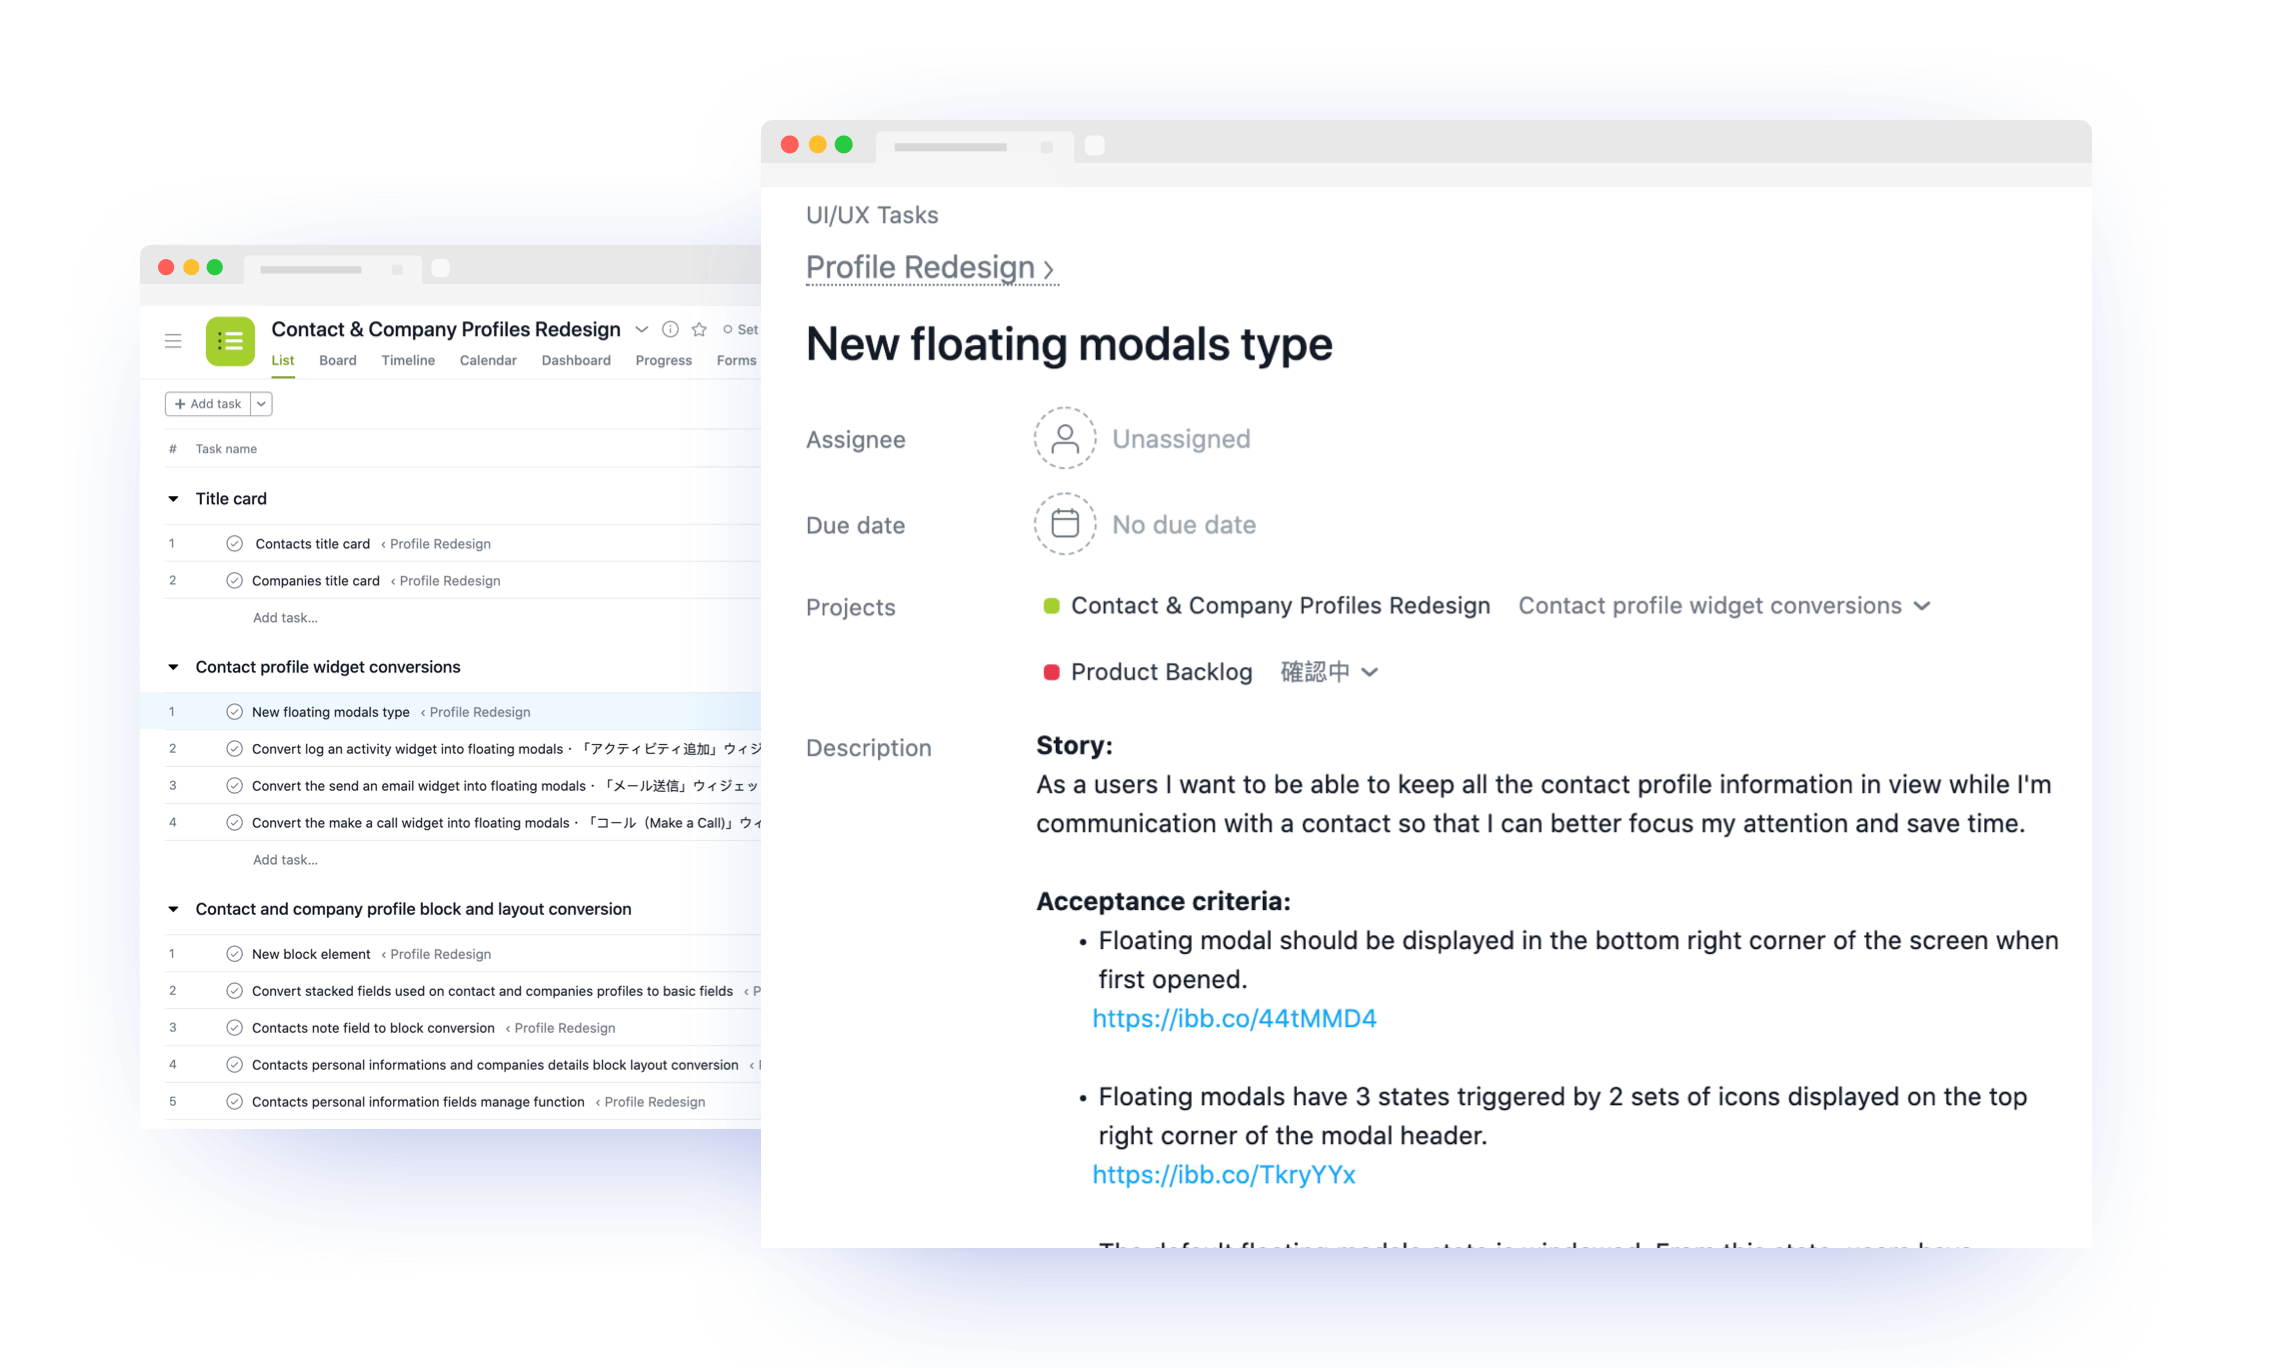 Contact & Company Profiles Redesign Set
List Board Timeline Calendar Dashboard Progress Forms
+ Add task
# Task name
Title card
1 Contacts title card ‹ Profile Redesign
2 Companies title card ‹ Profile Redesign
Add task...
Contact profile widget conversions
1 New floating modals type ‹ Profile Redesign
2 Convert log an activity widget into floating modals・「アクティビティ追加」ウィジ
3 Convert the send an email widget into floating modals・「メール送信」ウィジェッ
4 Convert the make a call widget into floating modals・「コール（Make a Call)」ウィ
Add task...
Contact and company profile block and layout conversion
1 New block element ‹ Profile Redesign
2 Convert stacked fields used on contact and companies profiles to basic fields ‹ P
3 Contacts note field to block conversion ‹ Profile Redesign
4 Contacts personal informations and companies details block layout conversion ‹
5 Contacts personal information fields manage function ‹ Profile Redesign
UI/UX Tasks
Profile Redesign ›
New floating modals type
Assignee Unassigned
Due date No due date
Projects Contact & Company Profiles Redesign Contact profile widget conversions
Product Backlog 確認中
Description Story:
As a users I want to be able to keep all the contact profile information in view while I'm
communication with a contact so that I can better focus my attention and save time.
Acceptance criteria:
• Floating modal should be displayed in the bottom right corner of the screen when
first opened.
https://ibb.co/44tMMD4
• Floating modals have 3 states triggered by 2 sets of icons displayed on the top
right corner of the modal header.
https://ibb.co/TkryYYx
The default floating modals state is windowed. From this state, users have